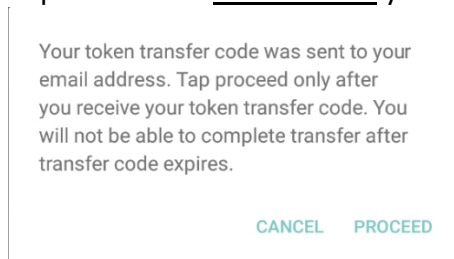 Your token transfer code was sent to your
email address. Tap proceed only after
you receive your token transfer code. You
will not be able to complete transfer after
transfer code expires.
CANCEL PROCEED